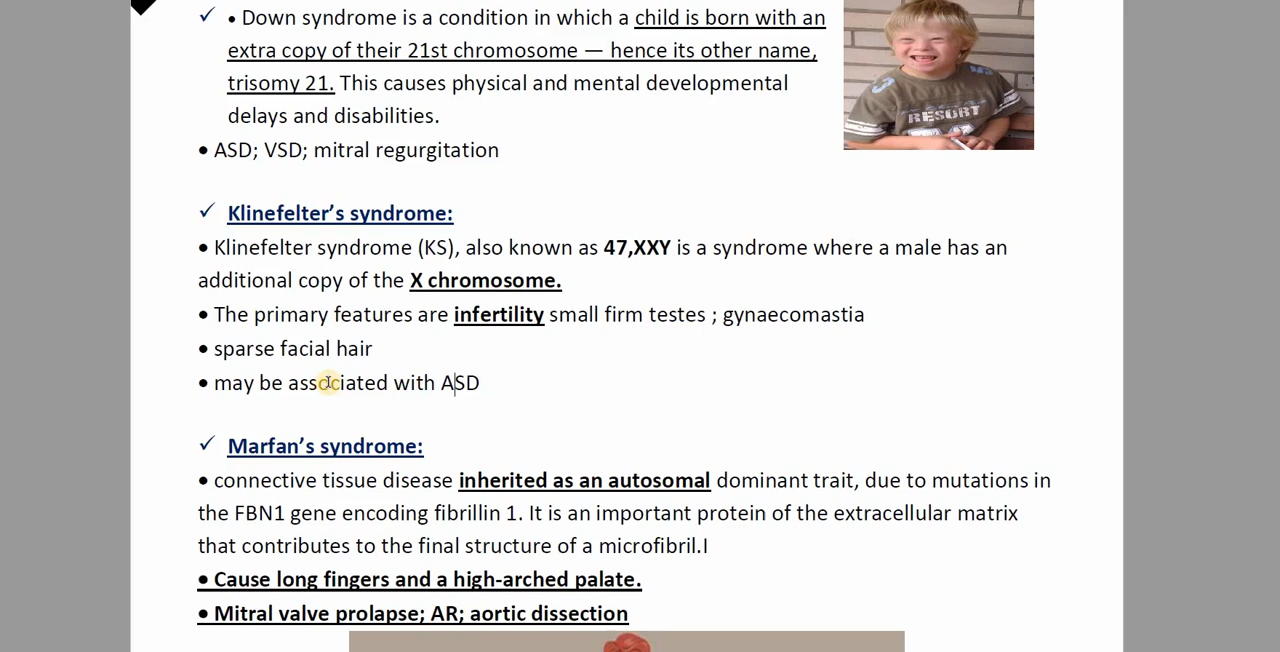 ✓ • Down syndrome is a condition in which a child is born with an
extra copy of their 21st chromosome — hence its other name,
trisomy 21. This causes physical and mental developmental
delays and disabilities.
• ASD; VSD; mitral regurgitation
RESORT
✓ Klinefelter’s syndrome:
• Klinefelter syndrome (KS), also known as 47,XXY is a syndrome where a male has an
additional copy of the X chromosome.
• The primary features are infertility small firm testes ; gynaecomastia
• sparse facial hair
• may be associated with ASD
✓ Marfan’s syndrome:
• connective tissue disease inherited as an autosomal dominant trait, due to mutations in
the FBN1 gene encoding fibrillin 1. It is an important protein of the extracellular matrix
that contributes to the final structure of a microfibril.I
• Cause long fingers and a high-arched palate.
• Mitral valve prolapse; AR; aortic dissection